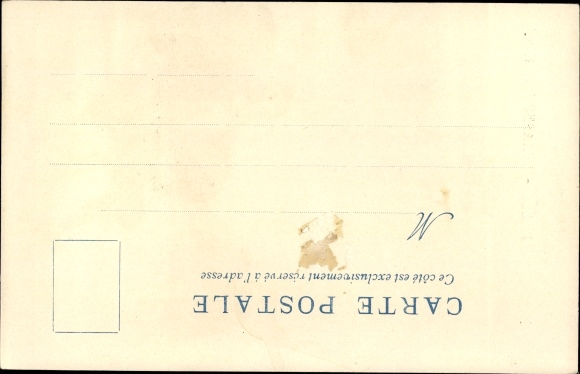 CARTE POSTALE
Ce côté est exclusivement réservé à l'adresse
M